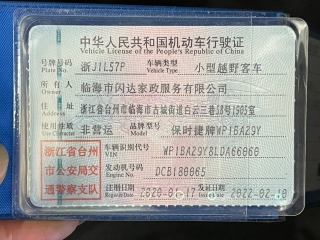 中华人民共和国机动车行驶证
Vehicle License of the People's Republic of China
号牌号码 浙J1L57P 车辆类型 小型越野客车
Plate No. Vehicle Type
所有人 临海市闪达家政服务有限公司
Owner
住址 浙江省台州市临海市古城街道白云三巷58号1905室
Address
使用性质 非营运 品牌型号 保时捷牌WP1BA29Y
Use Character Model
浙江省台州
市公安局交
通警察支队
车辆识别代号 WP1BA29Y8LDA66060
VIN
发动机号码 DCB180065
Engine No.
注册日期 2020-01-17 发证日期 2022-02-18
Register Date Issue Date